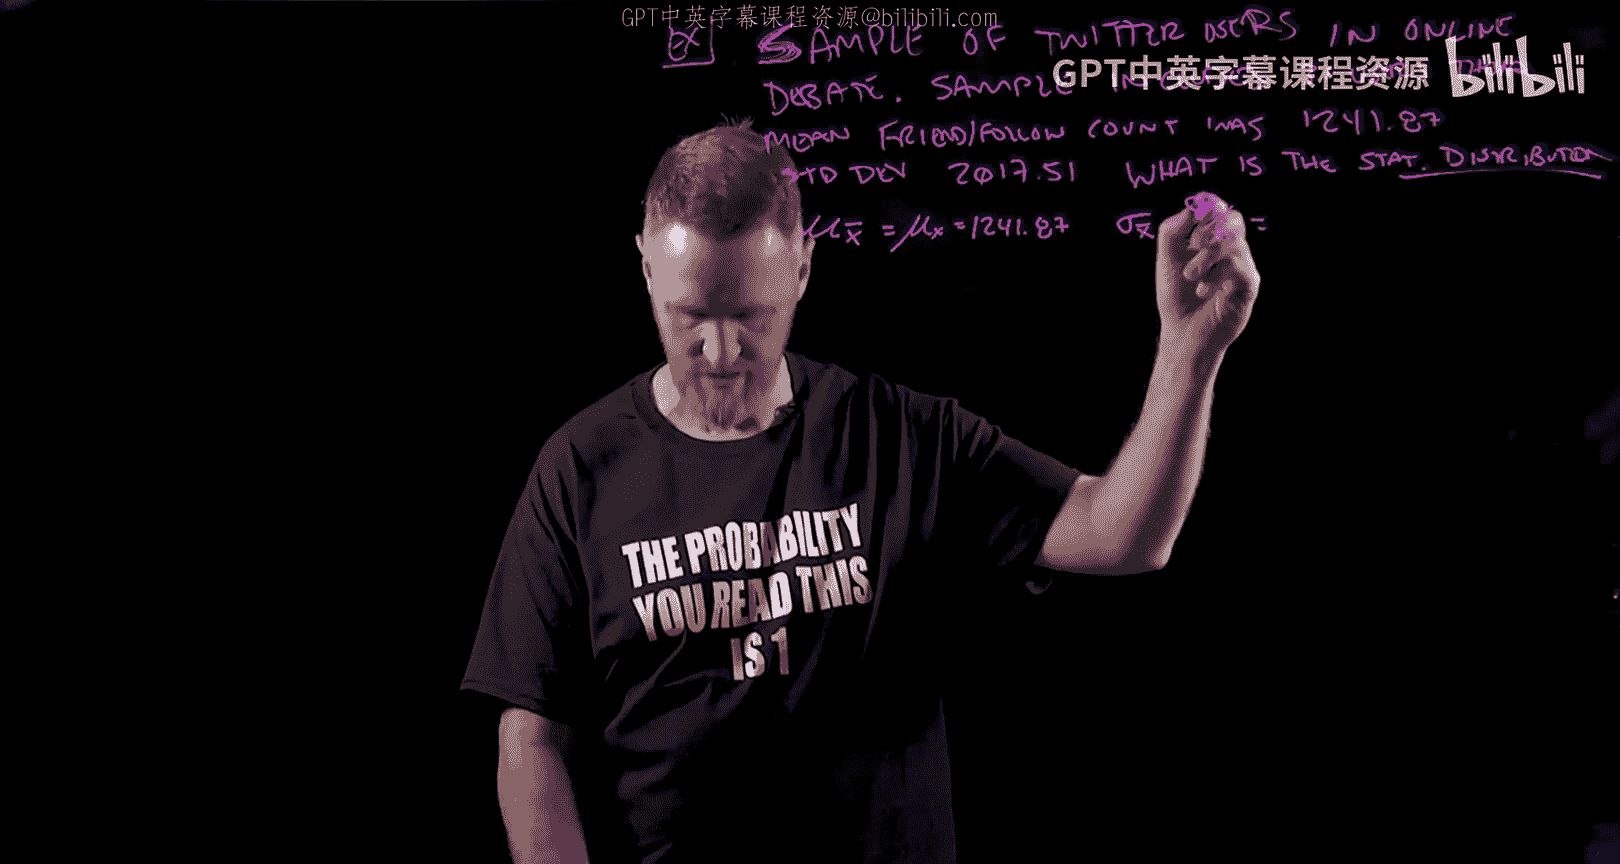 GPT中英字幕课程资源@bilibili.com
EX SAMPLE OF TWITTER USERS IN ONLINE
GPT中英字幕课程资源 bilibili
DEBATE. SAMPLE
MEAN FRIEND/FOLLOW COUNT WAS 1241.87
STD DEV 2017.51 WHAT IS THE STAT. DISTRIBUTION
μx̄ = μx = 1241.87 σx̄ =
THE PROBABILITY
YOU READ THIS
IS 1